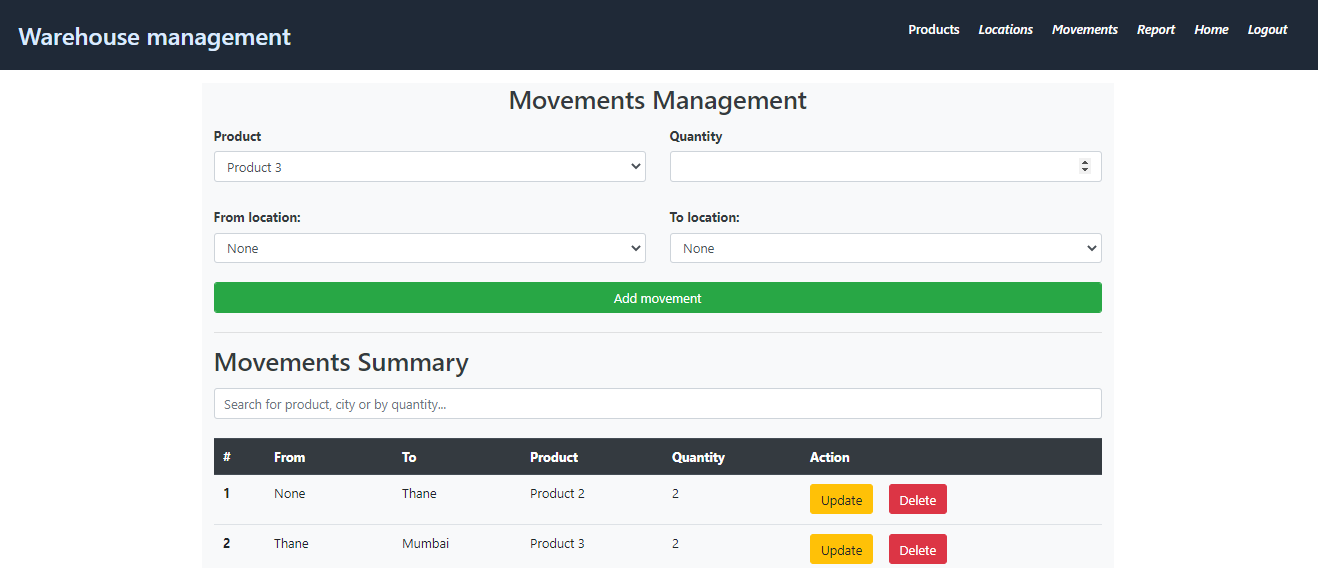 Warehouse management
Products Locations Movements Report Home Logout
Movements Management
Product Quantity
Product 3
From location: To location:
None None
Add movement
Movements Summary
Search for product, city or by quantity...
# From To Product Quantity Action
1 None Thane Product 2 2 Update Delete
2 Thane Mumbai Product 3 2 Update Delete